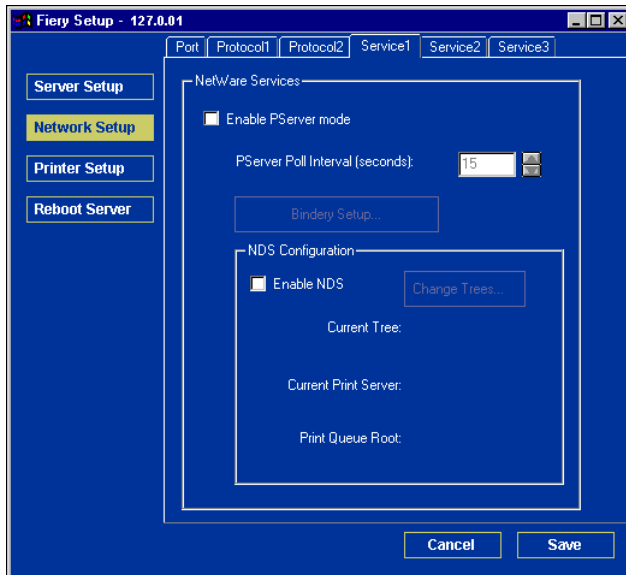 Fiery Setup - 127.0.01
Port Protocol1 Protocol2 Service1 Service2 Service3
Server Setup
Network Setup
Printer Setup
Reboot Server
NetWare Services
Enable PServer mode
PServer Poll Interval (seconds): 15
Bindery Setup...
NDS Configuration
Enable NDS
Change Trees...
Current Tree:
Current Print Server:
Print Queue Root:
Cancel Save